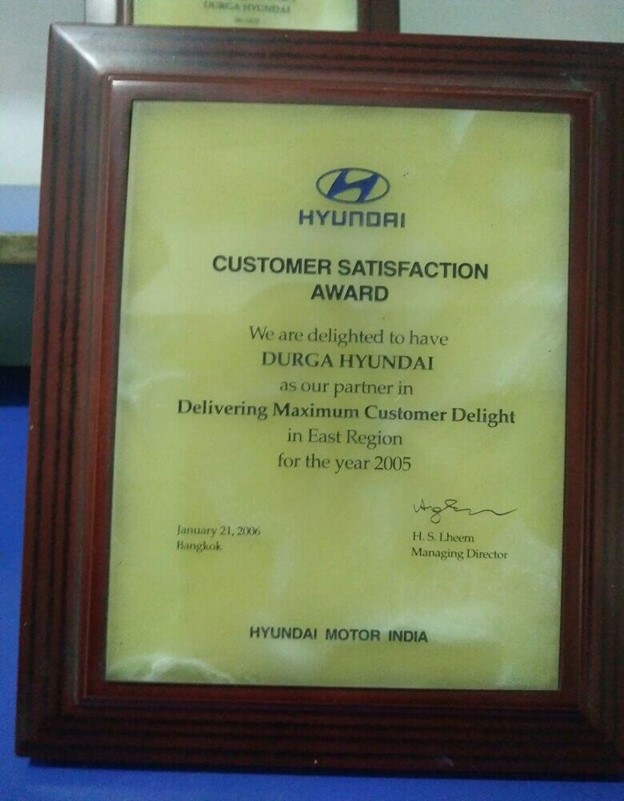 DURGA HYUNDAI
HYUNDAI
CUSTOMER SATISFACTION
AWARD
We are delighted to have
DURGA HYUNDAI
as our partner in
Delivering Maximum Customer Delight
in East Region
for the year 2005
January 21, 2006
Bangkok
H. S. Lheem
Managing Director
HYUNDAI MOTOR INDIA